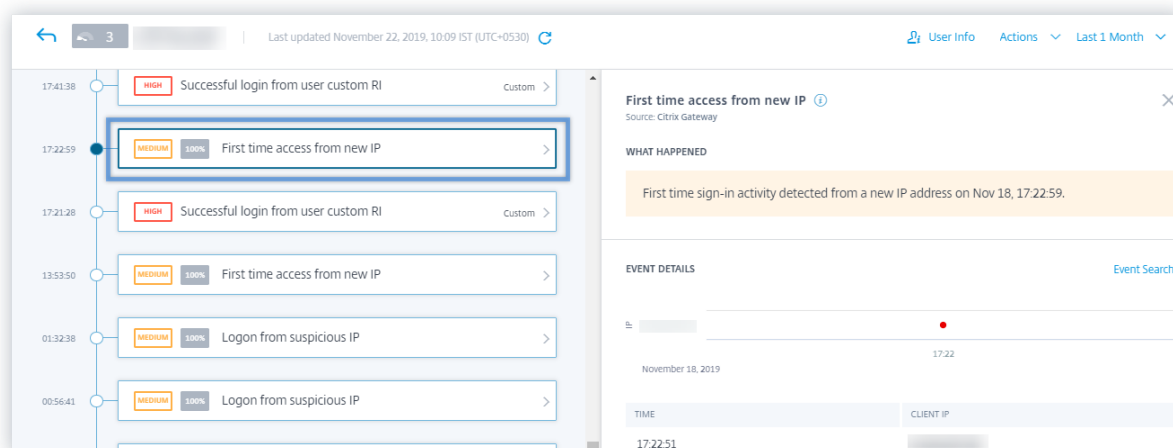 3
Last updated November 22, 2019, 10:09 IST (UTC+0530)
User Info
Actions
Last 1 Month
17:41:38
HIGH
Successful login from user custom RI
Custom
17:22:59
MEDIUM
100%
First time access from new IP
17:21:28
HIGH
Successful login from user custom RI
Custom
13:53:50
MEDIUM
100%
First time access from new IP
01:32:38
MEDIUM
100%
Logon from suspicious IP
00:56:41
MEDIUM
100%
Logon from suspicious IP
First time access from new IP
Source: Citrix Gateway
WHAT HAPPENED
First time sign-in activity detected from a new IP address on Nov 18, 17:22:59.
EVENT DETAILS
Event Search
IP
17:22
November 18, 2019
TIME
CLIENT IP
17:22:51